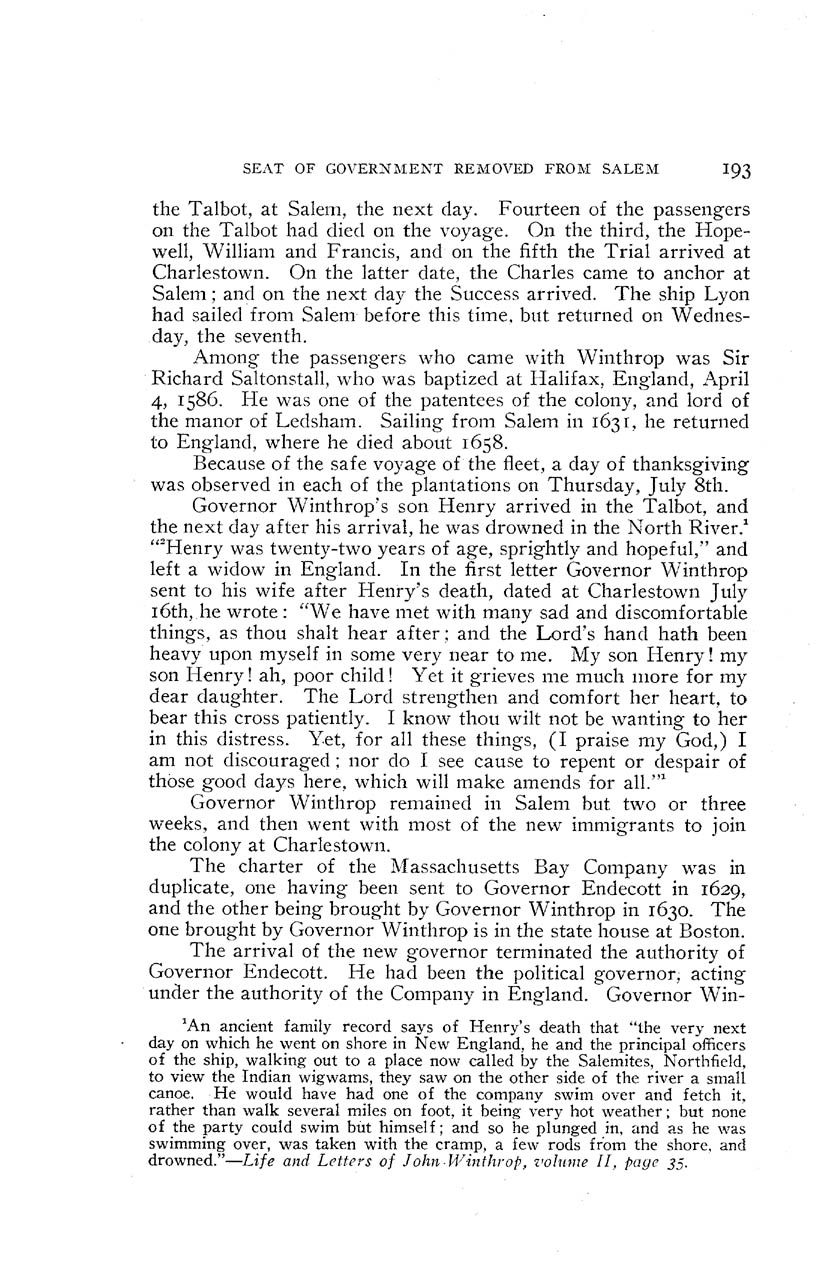 SEAT OF GOVERNMENT REMOVED FROM SALEM 193
the Talbot, at Salem, the next day. Fourteen of the passengers
on the Talbot had died on the voyage. On the third, the Hope-
well, William and Francis, and on the fifth the Trial arrived at
Charlestown. On the latter date, the Charles came to anchor at
Salem; and on the next day the Success arrived. The ship Lyon
had sailed from Salem before this time, but returned on Wednes-
day, the seventh.
Among the passengers who came with Winthrop was Sir
Richard Saltonstall, who was baptized at Halifax, England, April
4, 1586. He was one of the patentees of the colony, and lord of
the manor of Ledsham. Sailing from Salem in 1631, he returned
to England, where he died about 1658.
Because of the safe voyage of the fleet, a day of thanksgiving
was observed in each of the plantations on Thursday, July 8th.
Governor Winthrop's son Henry arrived in the Talbot, and
the next day after his arrival, he was drowned in the North River.¹
"²Henry was twenty-two years of age, sprightly and hopeful," and
left a widow in England. In the first letter Governor Winthrop
sent to his wife after Henry's death, dated at Charlestown July
16th, he wrote: "We have met with many sad and discomfortable
things, as thou shalt hear after; and the Lord's hand hath been
heavy upon myself in some very near to me. My son Henry! my
son Henry! ah, poor child! Yet it grieves me much more for my
dear daughter. The Lord strengthen and comfort her heart, to
bear this cross patiently. I know thou wilt not be wanting to her
in this distress. Yet, for all these things, (I praise my God,) I
am not discouraged; nor do I see cause to repent or despair of
those good days here, which will make amends for all."¹
Governor Winthrop remained in Salem but two or three
weeks, and then went with most of the new immigrants to join
the colony at Charlestown.
The charter of the Massachusetts Bay Company was in
duplicate, one having been sent to Governor Endecott in 1629,
and the other being brought by Governor Winthrop in 1630. The
one brought by Governor Winthrop is in the state house at Boston.
The arrival of the new governor terminated the authority of
Governor Endecott. He had been the political governor, acting
under the authority of the Company in England. Governor Win-
¹An ancient family record says of Henry's death that "the very next
day on which he went on shore in New England, he and the principal officers
of the ship, walking out to a place now called by the Salemites, Northfield,
to view the Indian wigwams, they saw on the other side of the river a small
canoe. He would have had one of the company swim over and fetch it,
rather than walk several miles on foot, it being very hot weather; but none
of the party could swim but himself; and so he plunged in, and as he was
swimming over, was taken with the cramp, a few rods from the shore, and
drowned."—Life and Letters of John Winthrop, volume II, page 35.